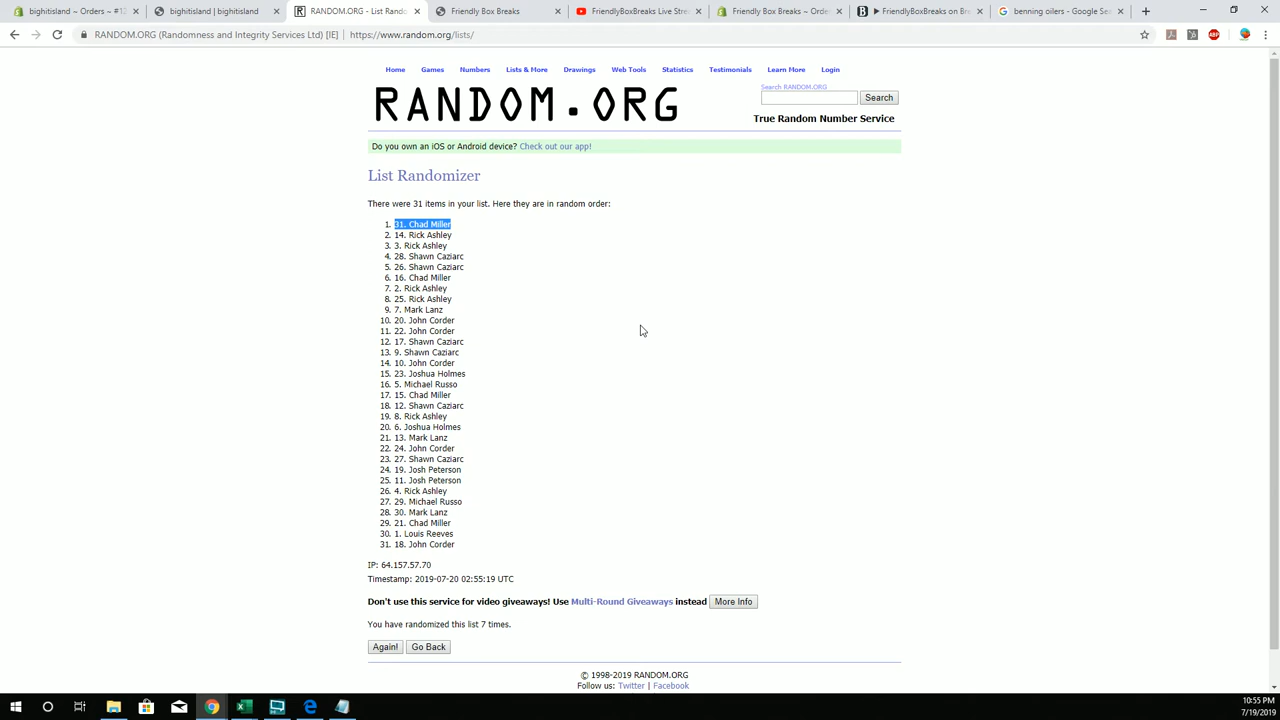 bighitisland ~ Orders ~ #12
bighitisland | bighitisland
RANDOM.ORG - List Rando
Friendly Box Breaks
FriendlyBoxBreaks Live Stre
Friendly Box Breaks ~ Orde
FriendlyBoxBreaks on Br
benning oilers - Google Se
RANDOM.ORG (Randomness and Integrity Services Ltd) [IE] | https://www.random.org/lists/
Home Games Numbers Lists & More Drawings Web Tools Statistics Testimonials Learn More Login
Search RANDOM.ORG
RANDOM.ORG
Search
True Random Number Service
Do you own an iOS or Android device? Check out our app!
List Randomizer
There were 31 items in your list. Here they are in random order:
1. 31. Chad Miller
2. 14. Rick Ashley
3. 3. Rick Ashley
4. 28. Shawn Caziarc
5. 26. Shawn Caziarc
6. 16. Chad Miller
7. 2. Rick Ashley
8. 25. Rick Ashley
9. 7. Mark Lanz
10. 20. John Corder
11. 22. John Corder
12. 17. Shawn Caziarc
13. 9. Shawn Caziarc
14. 10. John Corder
15. 23. Joshua Holmes
16. 5. Michael Russo
17. 15. Chad Miller
18. 12. Shawn Caziarc
19. 8. Rick Ashley
20. 6. Joshua Holmes
21. 13. Mark Lanz
22. 24. John Corder
23. 27. Shawn Caziarc
24. 19. Josh Peterson
25. 11. Josh Peterson
26. 4. Rick Ashley
27. 29. Michael Russo
28. 30. Mark Lanz
29. 21. Chad Miller
30. 1. Louis Reeves
31. 18. John Corder
IP: 64.157.57.70
Timestamp: 2019-07-20 02:55:19 UTC
Don't use this service for video giveaways! Use Multi-Round Giveaways instead More Info
You have randomized this list 7 times.
Again! Go Back
© 1998-2019 RANDOM.ORG
Follow us: Twitter | Facebook
10:55 PM
7/19/2019